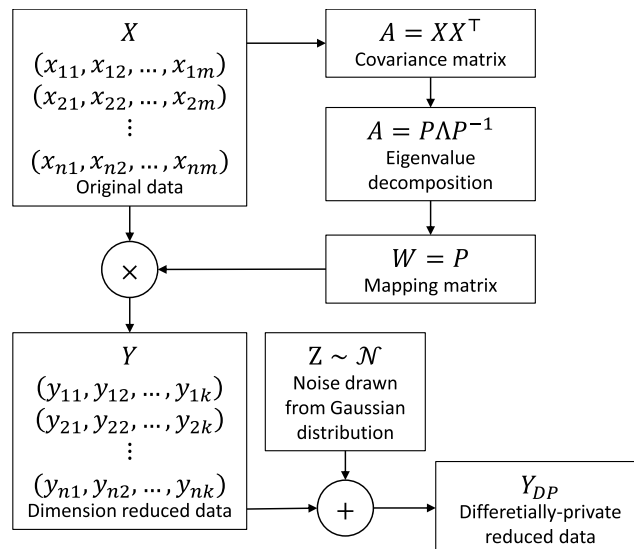 X
(x₁₁, x₁₂, ..., x₁ₘ)
(x₂₁, x₂₂, ..., x₂ₘ)
⋮
(xₙ₁, xₙ₂, ..., xₙₘ)
Original data
A = XX⊤
Covariance matrix
A = PΛP⁻¹
Eigenvalue
decomposition
W = P
Mapping matrix
×
Y
(y₁₁, y₁₂, ..., y₁ₖ)
(y₂₁, y₂₂, ..., y₂ₖ)
⋮
(yₙ₁, yₙ₂, ..., yₙₖ)
Dimension reduced data
Z ~ 𝒩
Noise drawn
from Gaussian
distribution
+
Y_DP
Differetially-private
reduced data